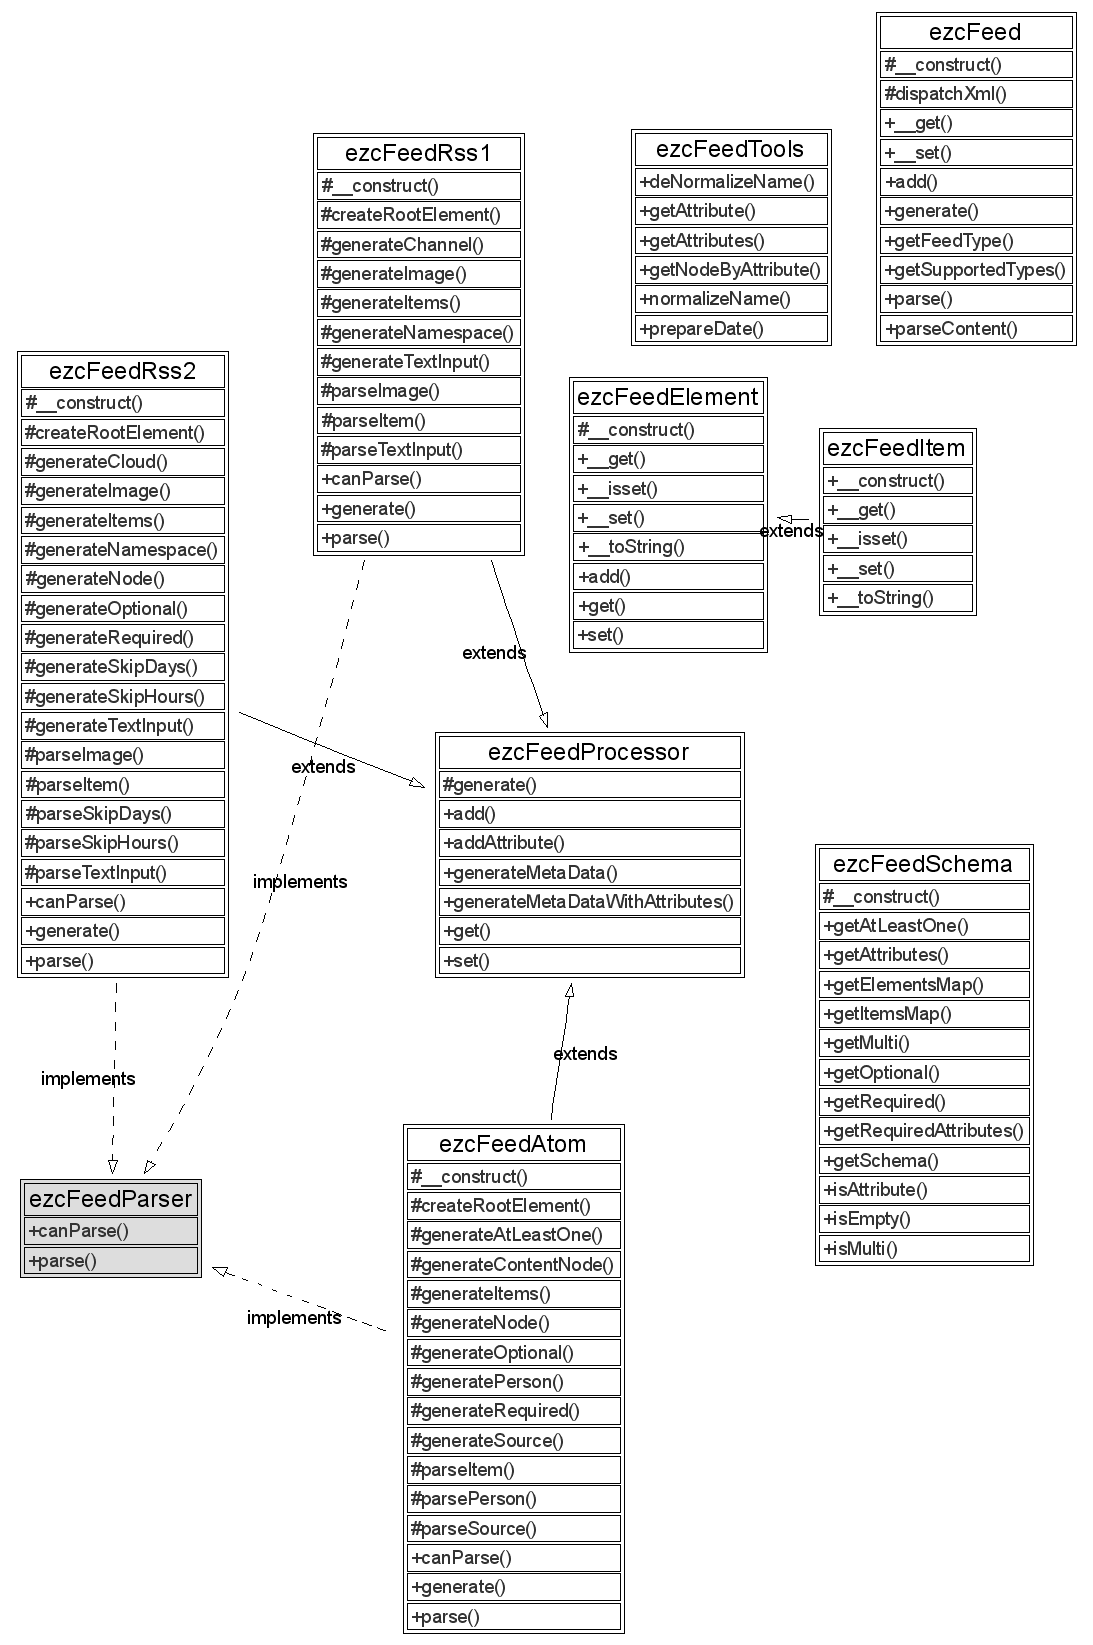 ezcFeed
#__construct()
#dispatchXml()
+__get()
+__set()
+add()
+generate()
+getFeedType()
+getSupportedTypes()
+parse()
+parseContent()
ezcFeedTools
+deNormalizeName()
+getAttribute()
+getAttributes()
+getNodeByAttribute()
+normalizeName()
+prepareDate()
ezcFeedRss1
#__construct()
#createRootElement()
#generateChannel()
#generateImage()
#generateItems()
#generateNamespace()
#generateTextInput()
#parseImage()
#parseItem()
#parseTextInput()
+canParse()
+generate()
+parse()
ezcFeedRss2
#__construct()
#createRootElement()
#generateCloud()
#generateImage()
#generateItems()
#generateNamespace()
#generateNode()
#generateOptional()
#generateRequired()
#generateSkipDays()
#generateSkipHours()
#generateTextInput()
#parseImage()
#parseItem()
#parseSkipDays()
#parseSkipHours()
#parseTextInput()
+canParse()
+generate()
+parse()
ezcFeedElement
#__construct()
+__get()
+__isset()
+__set()
+__toString()
+add()
+get()
+set()
extends
ezcFeedItem
+__construct()
+__get()
+__isset()
+__set()
+__toString()
extends
extends
implements
ezcFeedProcessor
#generate()
+add()
+addAttribute()
+generateMetaData()
+generateMetaDataWithAttributes()
+get()
+set()
ezcFeedSchema
#__construct()
+getAtLeastOne()
+getAttributes()
+getElementsMap()
+getItemsMap()
+getMulti()
+getOptional()
+getRequired()
+getRequiredAttributes()
+getSchema()
+isAttribute()
+isEmpty()
+isMulti()
extends
implements
ezcFeedParser
+canParse()
+parse()
implements
ezcFeedAtom
#__construct()
#createRootElement()
#generateAtLeastOne()
#generateContentNode()
#generateItems()
#generateNode()
#generateOptional()
#generatePerson()
#generateRequired()
#generateSource()
#parseItem()
#parsePerson()
#parseSource()
+canParse()
+generate()
+parse()